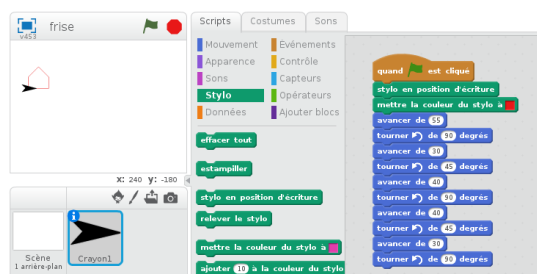 frise
v453
Scripts Costumes Sons
Mouvement Evénements
Apparence Contrôle
Sons Capteurs
Stylo Opérateurs
Données Ajouter blocs
effacer tout
estampiller
stylo en position d'écriture
relever le stylo
mettre la couleur du stylo à
ajouter 10 à la couleur du stylo
quand est cliqué
stylo en position d'écriture
mettre la couleur du stylo à
avancer de 55
tourner de 90 degrés
avancer de 30
tourner de 45 degrés
avancer de 40
tourner de 90 degrés
avancer de 40
tourner de 45 degrés
avancer de 30
tourner de 90 degrés
x: 240 y: -180
Scène
1 arrière-plan
Crayon1